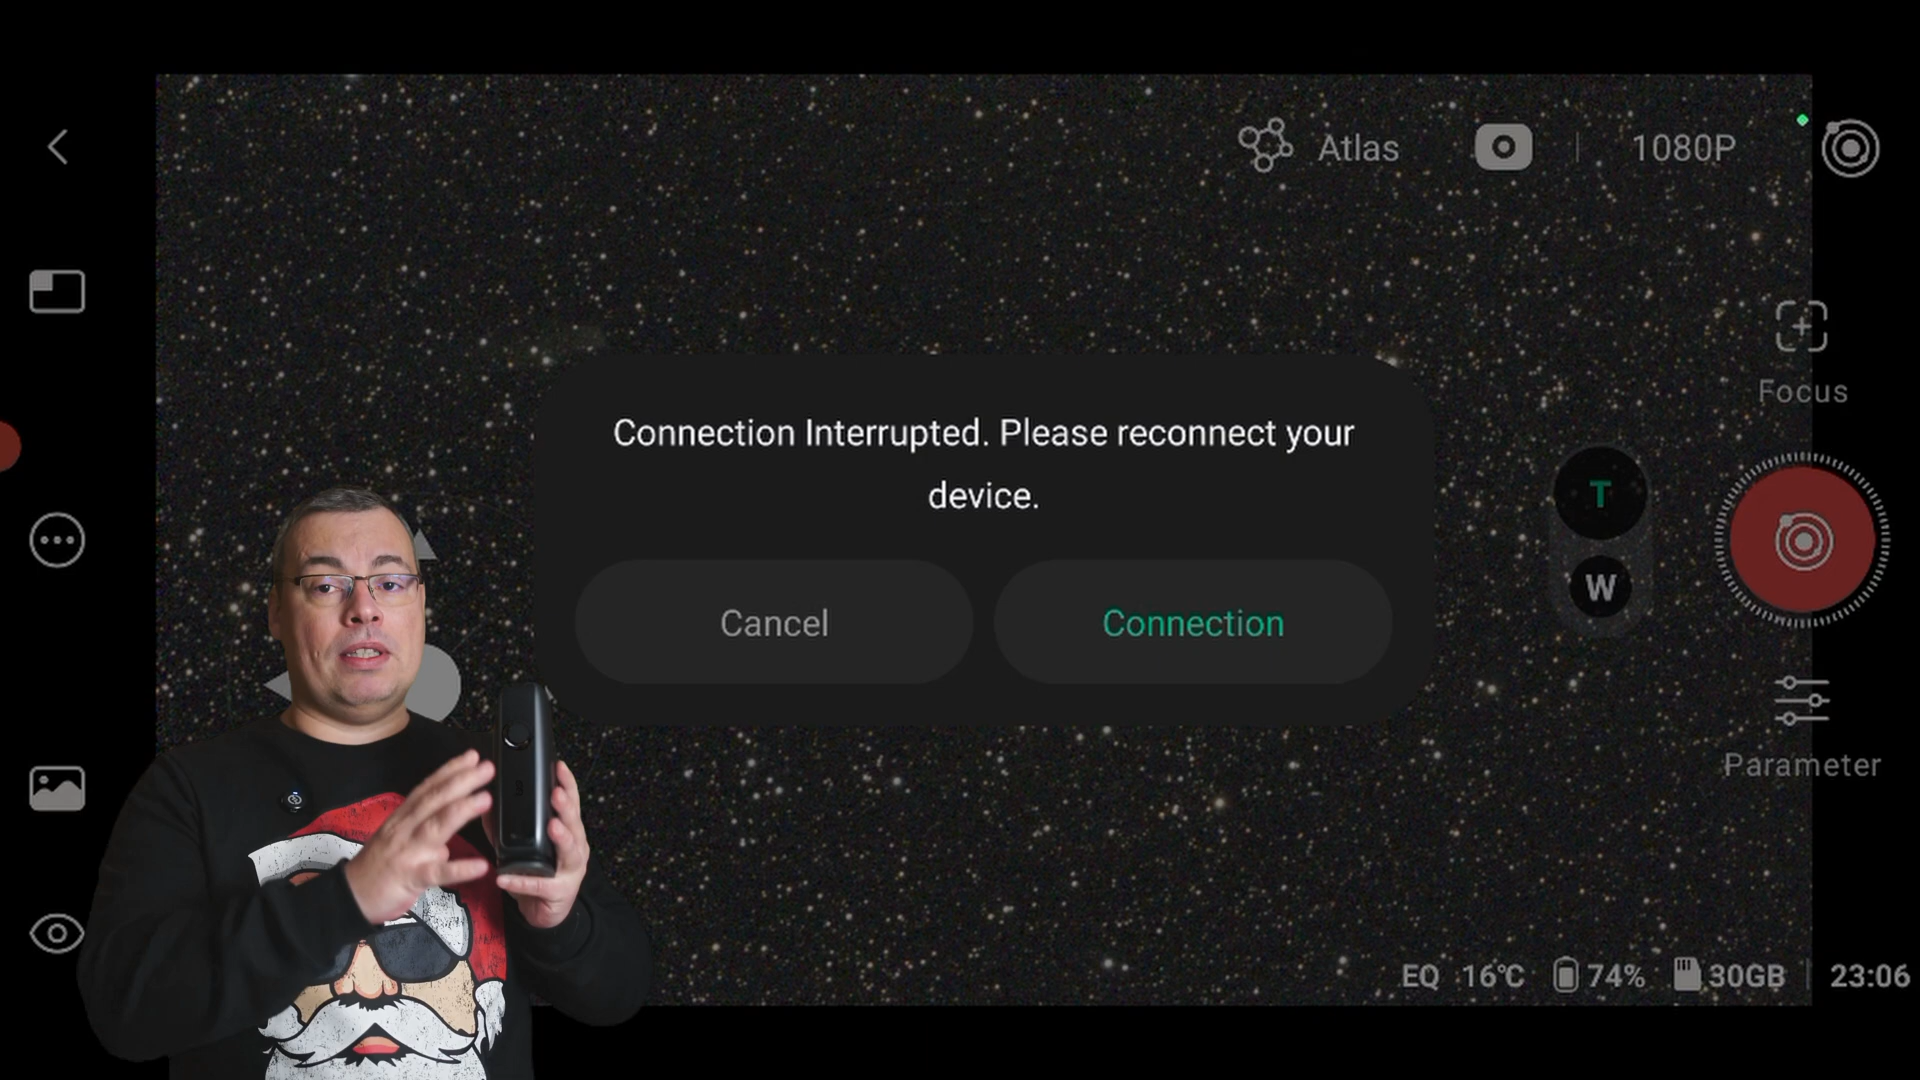 Atlas
1080P
Focus
Connection Interrupted. Please reconnect your
device.
T
Cancel
Connection
W
Parameter
EQ 16℃ 74% 30GB 23:06